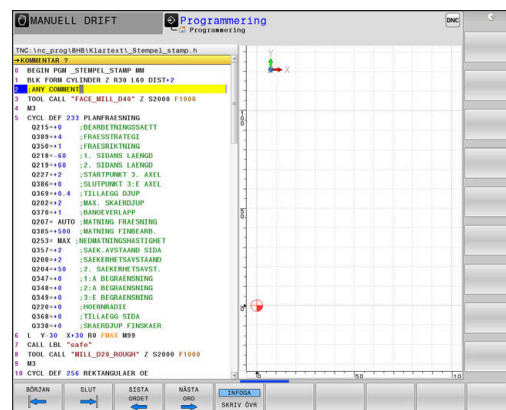 MANUELL DRIFT
Programmering
Programmering
DNC
TNC:\nc_prog\BHB\Klartext\_Stempel_stamp.h
→KOMMENTAR ?
0 BEGIN PGM _STEMPEL_STAMP MM
1 BLK FORM CYLINDER Z R30 L60 DIST+2
2 ;ANY COMMENT
3 TOOL CALL "FACE_MILL_D40" Z S2000 F1000
4 M3
5 CYCL DEF 233 PLANFRAESNING
Q215=+0 ;BEARBETNINGSSAETT
Q389=+4 ;FRAESSTRATEGI
Q350=+1 ;FRAESRIKTNING
Q218=-60 ;1. SIDANS LAENGD
Q219=+60 ;2. SIDANS LAENGD
Q227=+2 ;STARTPUNKT 3. AXEL
Q386=+0 ;SLUTPUNKT 3:E AXEL
Q369=+0.4 ;TILLAEGG DJUP
Q202=+2 ;MAX. SKAERDJUP
Q370=+1 ;BANOEVERLAPP
Q207= AUTO ;MATNING FRAESNING
Q385=+500 ;MATNING FINBEARB.
Q253= MAX ;NEDMATNINGSHASTIGHET
Q357=+2 ;SAEK.AVSTAAND SIDA
Q200=+2 ;SAEKERHETSAVSTAAND
Q204=+50 ;2. SAEKERHETSAVST.
Q347=+0 ;1:A BEGRAENSNING
Q348=+0 ;2:A BEGRAENSNING
Q349=+0 ;3:E BEGRAENSNING
Q220=+0 ;HOERNRADIE
Q368=+0 ;TILLAEGG SIDA
Q338=+0 ;SKAERDJUP FINSKAER
6 L Y-30 X+30 R0 FMAX M99
7 CALL LBL "safe"
8 TOOL CALL "MILL_D20_ROUGH" Z S2000 F1000
9 M3
10 CYCL DEF 256 REKTANGULAER OE
Y
X
100
50
0
0
50
10
BÖRJAN
SLUT
SISTA
ORDET
NÄSTA
ORD
INFOGA
SKRIV ÖVR